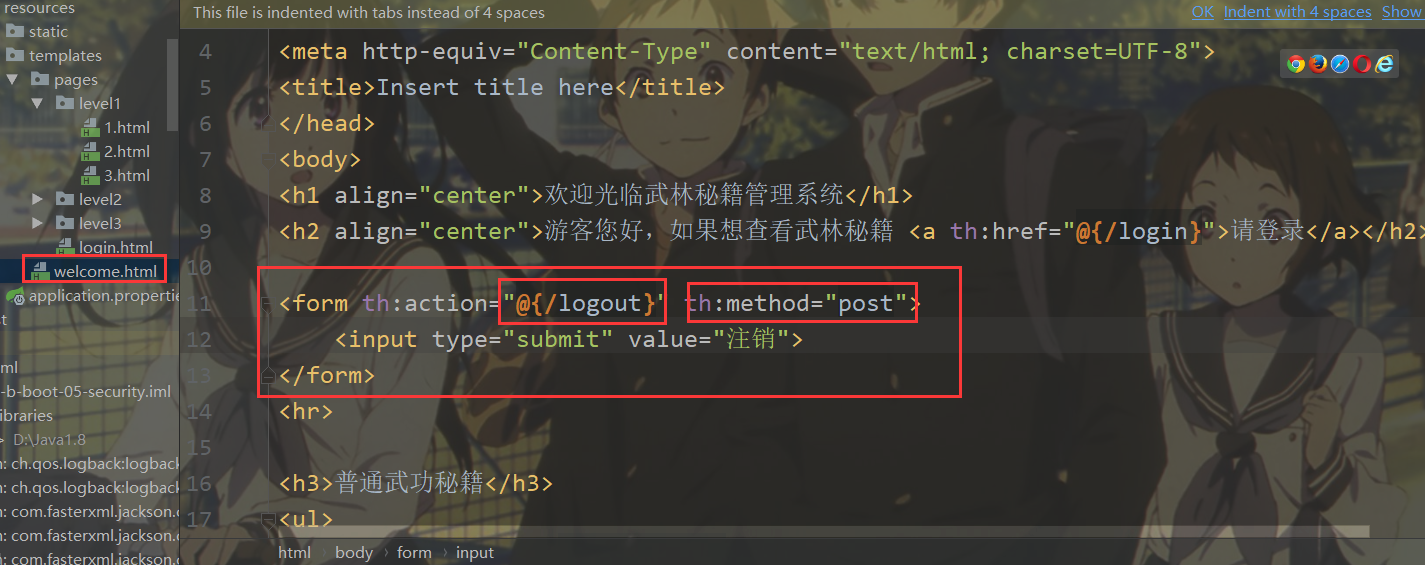 resources
static
templates
pages
level1
1.html
2.html
3.html
level2
level3
login.html
welcome.html
application.propertie
st
ml
-b-boot-05-security.iml
ibraries
> D:\Java1.8
n: ch.qos.logback:logback
n: ch.qos.logback:logback
n: com.fasterxml.jackson.c
n: com.fasterxml.jackson.c
n: com.fasterxml.jackson.c
This file is indented with tabs instead of 4 spaces
OK Indent with 4 spaces Show
4 <meta http-equiv="Content-Type" content="text/html; charset=UTF-8">
5 <title>Insert title here</title>
6 </head>
7 <body>
8 <h1 align="center">欢迎光临武林秘籍管理系统</h1>
9 <h2 align="center">游客您好，如果想查看武林秘籍 <a th:href="@{/login}">请登录</a></h2>
10
11 <form th:action="@{/logout}" th:method="post">
12 <input type="submit" value="注销">
13 </form>
14 <hr>
15
16 <h3>普通武功秘籍</h3>
17 <ul>
html › body › form › input